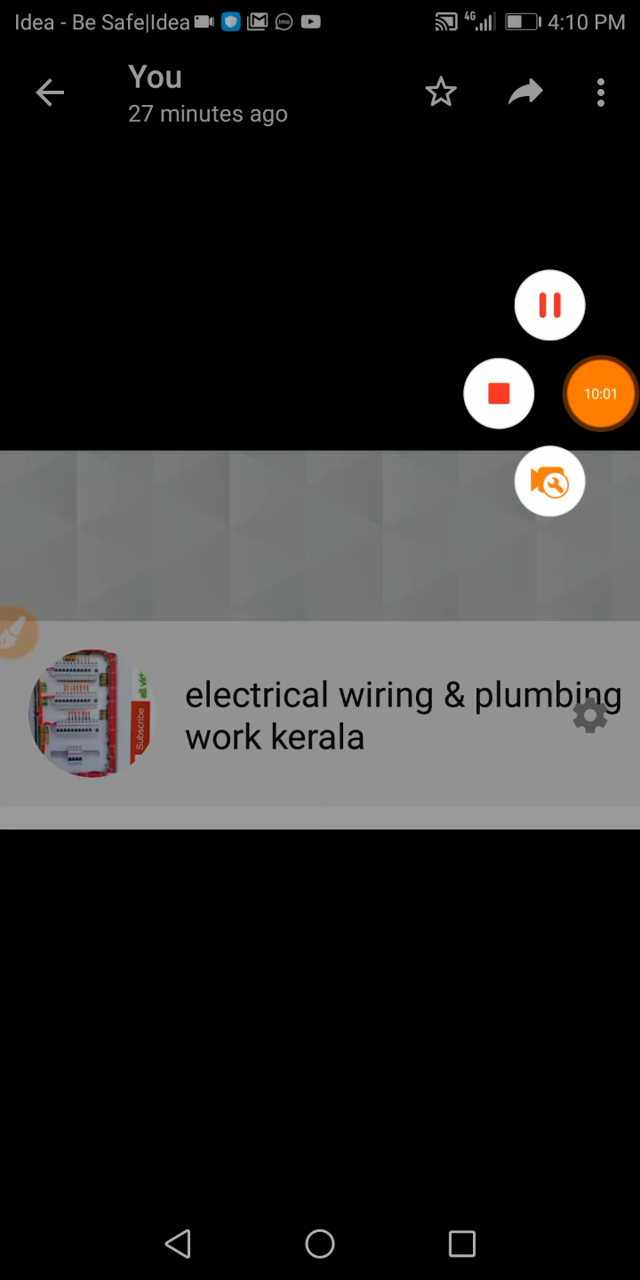 Idea - Be Safe|Idea 4G 4:10 PM
You
27 minutes ago
10:01
electrical wiring & plumbing
work kerala
Subscribe